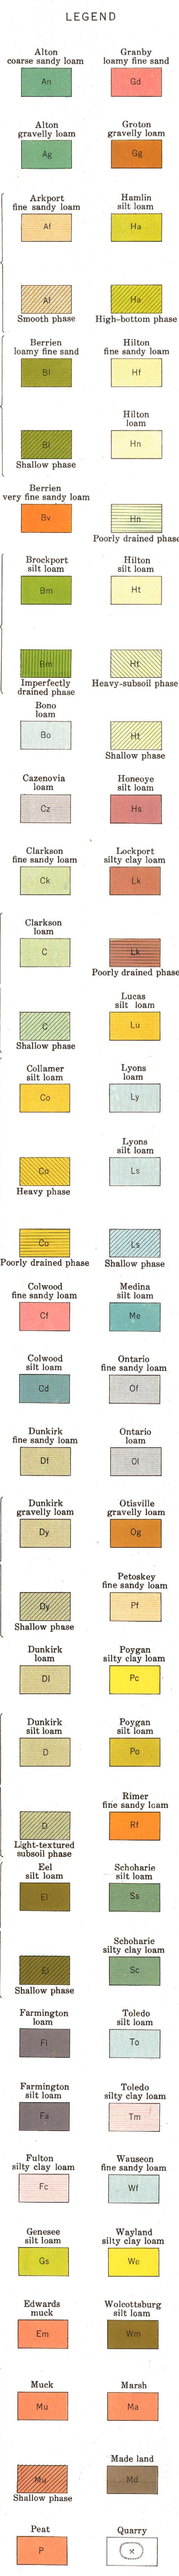 LEGEND
Alton
coarse sandy loam
An
Alton
gravelly loam
Ag
Arkport
fine sandy loam
Af
Af
Smooth phase
Berrien
loamy fine sand
Bl
Bl
Shallow phase
Berrien
very fine sandy loam
Bv
Brockport
silt loam
Bm
Bm
Imperfectly
drained phase
Bono
loam
Bo
Cazenovia
loam
Cz
Clarkson
fine sandy loam
Ck
Clarkson
loam
C
C
Shallow phase
Collamer
silt loam
Co
Co
Heavy phase
Co
Poorly drained phase
Colwood
fine sandy loam
Cf
Colwood
silt loam
Cd
Dunkirk
fine sandy loam
Df
Dunkirk
gravelly loam
Dy
Dy
Shallow phase
Dunkirk
loam
Dl
Dunkirk
silt loam
D
D
Light-textured
subsoil phase
Eel
silt loam
El
El
Shallow phase
Farmington
loam
Fl
Farmington
silt loam
Fa
Fulton
silty clay loam
Fc
Genesee
silt loam
Gs
Edwards
muck
Em
Muck
Mu
Mu
Shallow phase
Peat
P
Granby
loamy fine sand
Gd
Groton
gravelly loam
Gg
Hamlin
silt loam
Ha
Ha
High-bottom phase
Hilton
fine sandy loam
Hf
Hilton
loam
Hn
Hn
Poorly drained phase
Hilton
silt loam
Ht
Ht
Heavy-subsoil phase
Ht
Shallow phase
Honeoye
silt loam
Hs
Lockport
silty clay loam
Lk
Lk
Poorly drained phase
Lucas
silt loam
Lu
Lyons
loam
Ly
Lyons
silt loam
Ls
Ls
Shallow phase
Medina
silt loam
Me
Ontario
fine sandy loam
Of
Ontario
loam
Ol
Otisville
gravelly loam
Og
Petoskey
fine sandy loam
Pf
Poygan
silty clay loam
Pc
Poygan
silt loam
Po
Rimer
fine sandy loam
Rf
Schoharie
silt loam
Ss
Schoharie
silty clay loam
Sc
Toledo
silt loam
To
Toledo
silty clay loam
Tm
Wauseon
fine sandy loam
Wf
Wayland
silty clay loam
We
Wolcottsburg
silt loam
Wm
Marsh
Ma
Made land
Md
Quarry